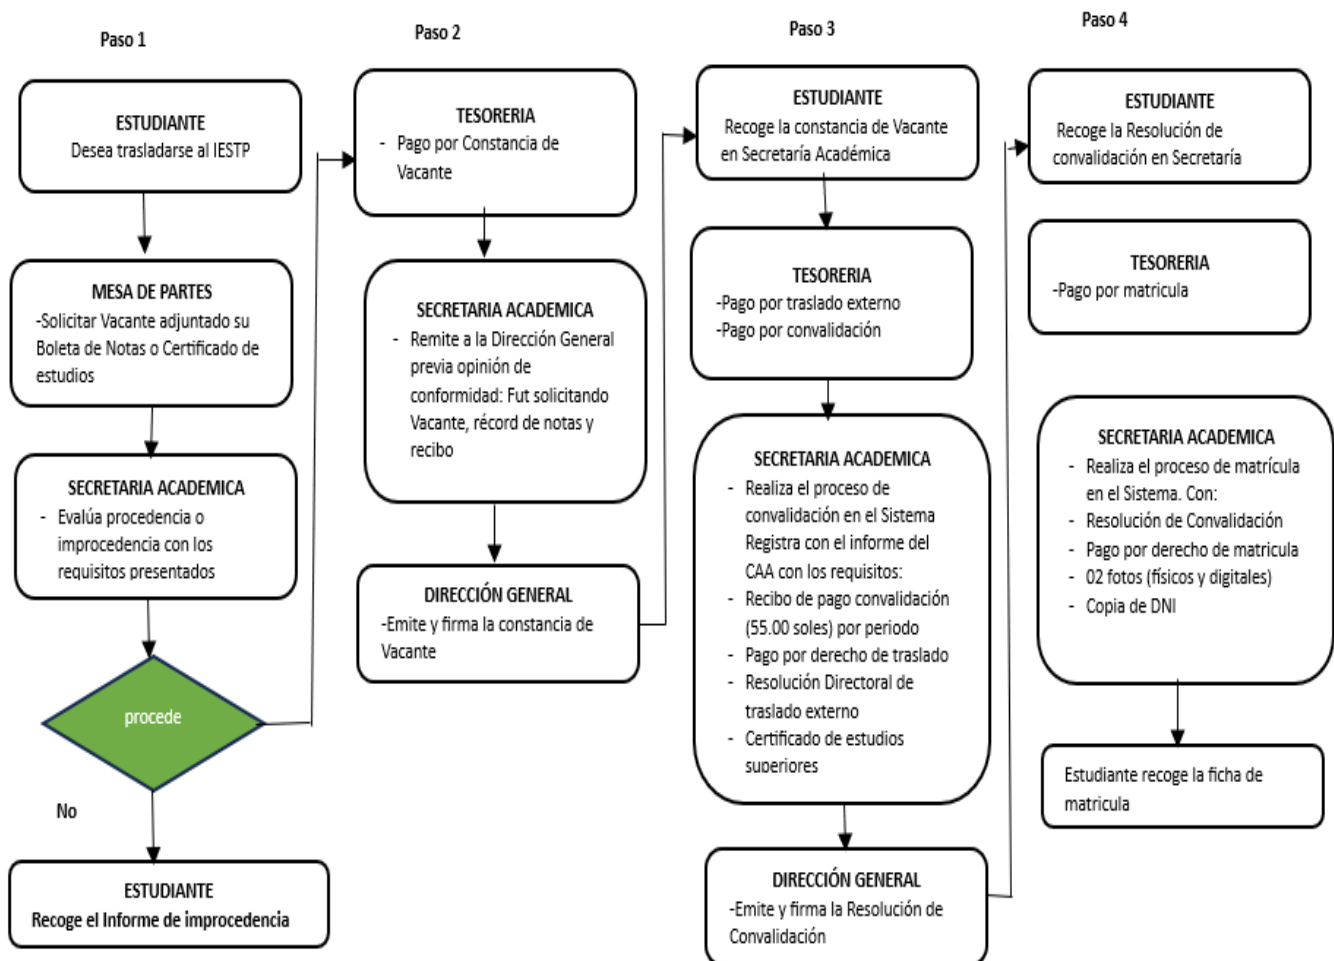 Paso 1
ESTUDIANTE
Desea trasladarse al IESTP
MESA DE PARTES
-Solicitar Vacante adjuntado su
Boleta de Notas o Certificado de
estudios
SECRETARIA ACADEMICA
- Evalúa procedencia o
improcedencia con los
requisitos presentados
procede
No
ESTUDIANTE
Recoge el Informe de improcedencia
Paso 2
TESORERIA
- Pago por Constancia de
Vacante
SECRETARIA ACADEMICA
- Remite a la Dirección General
previa opinión de
conformidad: Fut solicitando
Vacante, récord de notas y
recibo
DIRECCIÓN GENERAL
-Emite y firma la constancia de
Vacante
Paso 3
ESTUDIANTE
Recoge la constancia de Vacante
en Secretaría Académica
TESORERIA
-Pago por traslado externo
-Pago por convalidación
SECRETARIA ACADEMICA
- Realiza el proceso de
convalidación en el Sistema
Registra con el informe del
CAA con los requisitos:
- Recibo de pago convalidación
(55.00 soles) por periodo
- Pago por derecho de traslado
- Resolución Directoral de
traslado externo
- Certificado de estudios
superiores
DIRECCIÓN GENERAL
-Emite y firma la Resolución de
Convalidación
Paso 4
ESTUDIANTE
Recoge la Resolución de
convalidación en Secretaría
TESORERIA
-Pago por matricula
SECRETARIA ACADEMICA
- Realiza el proceso de matrícula
en el Sistema. Con:
- Resolución de Convalidación
- Pago por derecho de matricula
- 02 fotos (físicos y digitales)
- Copia de DNI
Estudiante recoge la ficha de
matricula